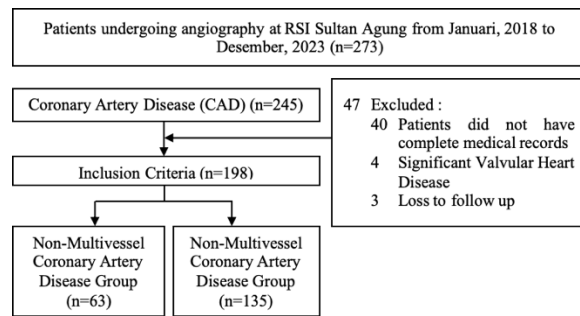 Patients undergoing angiography at RSI Sultan Agung from Januari, 2018 to
Desember, 2023 (n=273)
Coronary Artery Disease (CAD) (n=245)
47 Excluded :
40 Patients did not have
complete medical records
4 Significant Valvular Heart
Disease
3 Loss to follow up
Inclusion Criteria (n=198)
Non-Multivessel
Coronary Artery
Disease Group
(n=63)
Non-Multivessel
Coronary Artery
Disease Group
(n=135)